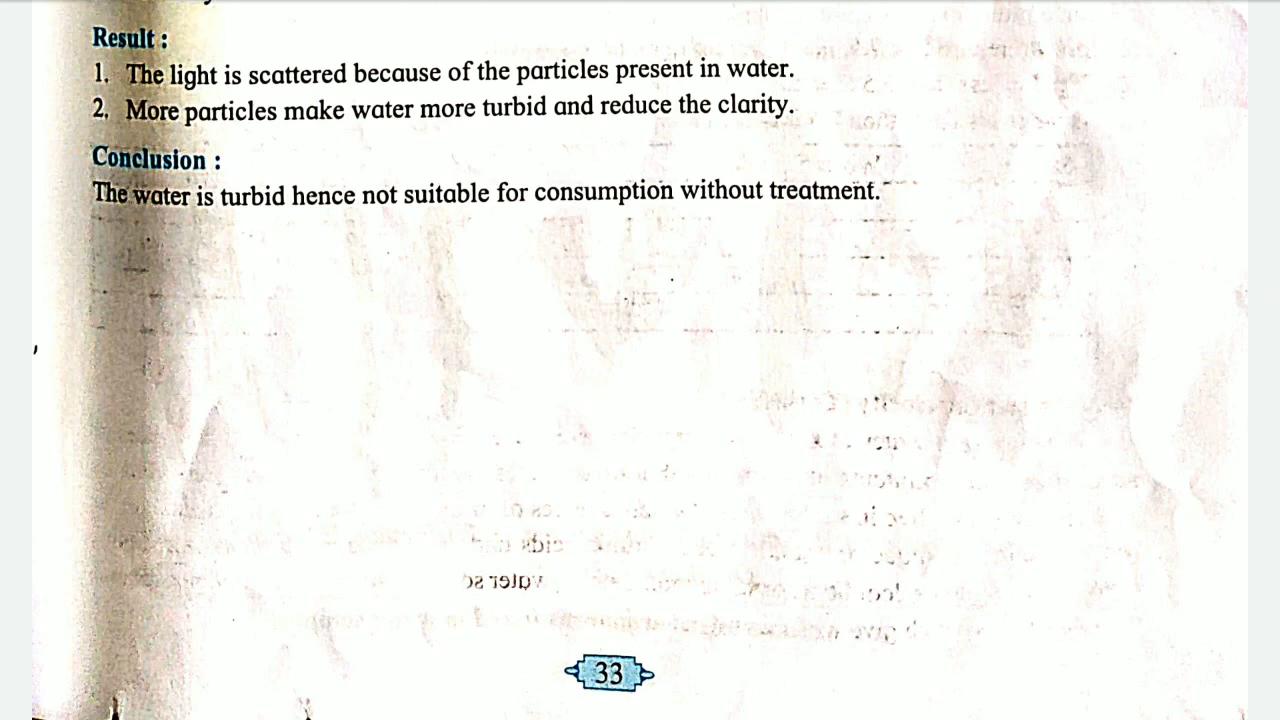 Result :
1. The light is scattered because of the particles present in water.
2. More particles make water more turbid and reduce the clarity.
Conclusion :
The water is turbid hence not suitable for consumption without treatment.
33